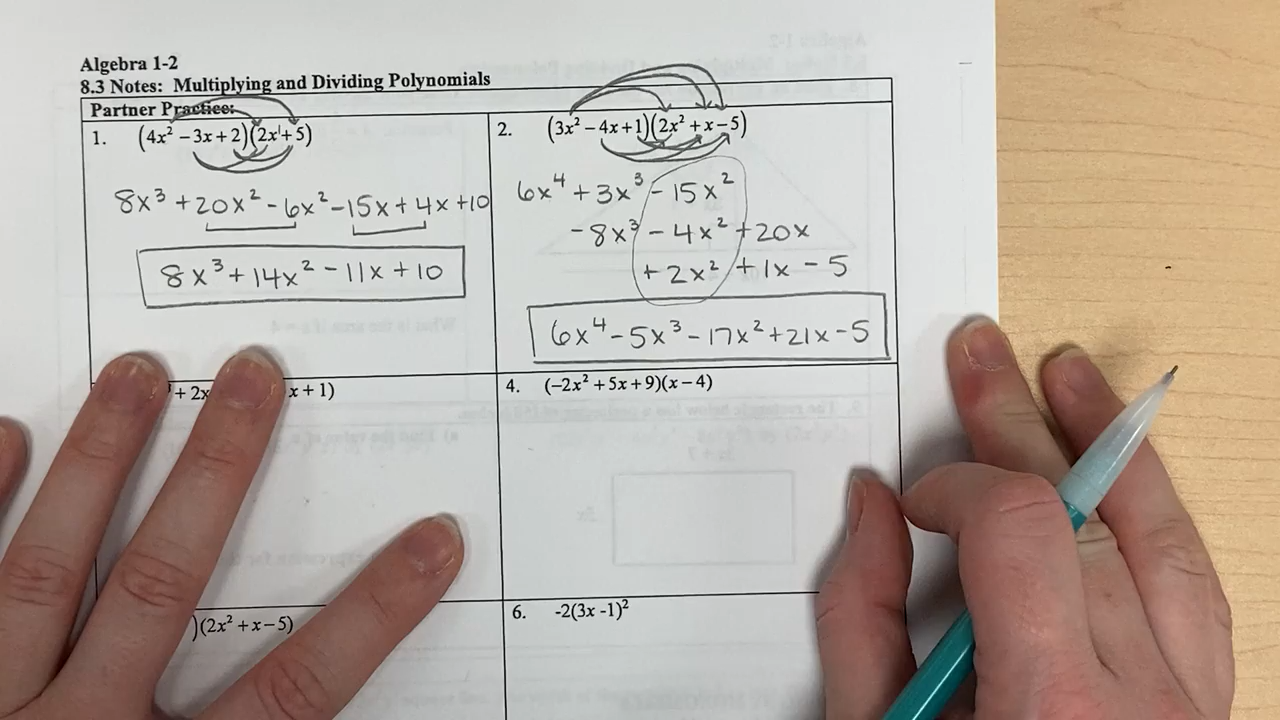 Algebra 1-2
8.3 Notes: Multiplying and Dividing Polynomials
Partner Practice:
1. (4x² − 3x + 2)(2x¹ + 5)
8x³ + 20x² − 6x² − 15x + 4x + 10
8x³ + 14x² − 11x + 10
2. (3x² − 4x + 1)(2x² + x − 5)
6x⁴ + 3x³ − 15x²
− 8x³ − 4x² + 20x
+ 2x² + 1x − 5
6x⁴ − 5x³ − 17x² + 21x − 5
+ 2x x + 1)
4. (−2x² + 5x + 9)(x − 4)
)(2x² + x − 5)
6. -2(3x -1)²